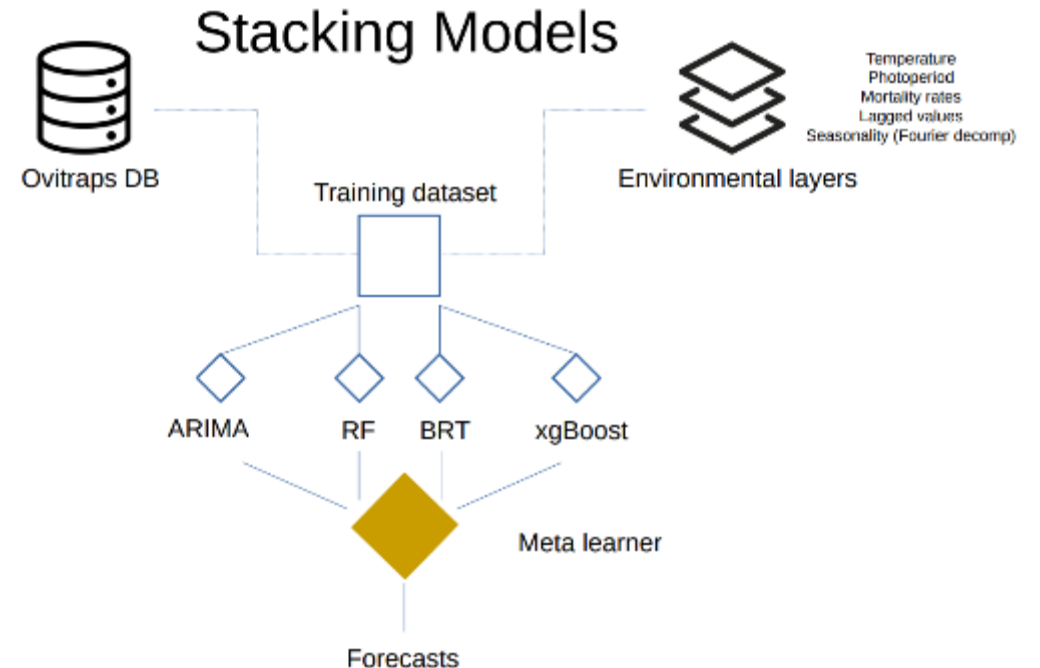 Stacking Models
Temperature
Photoperiod
Mortality rates
Lagged values
Seasonality (Fourier decomp)
Ovitraps DB
Environmental layers
Training dataset
ARIMA
RF
BRT
xgBoost
Meta learner
Forecasts